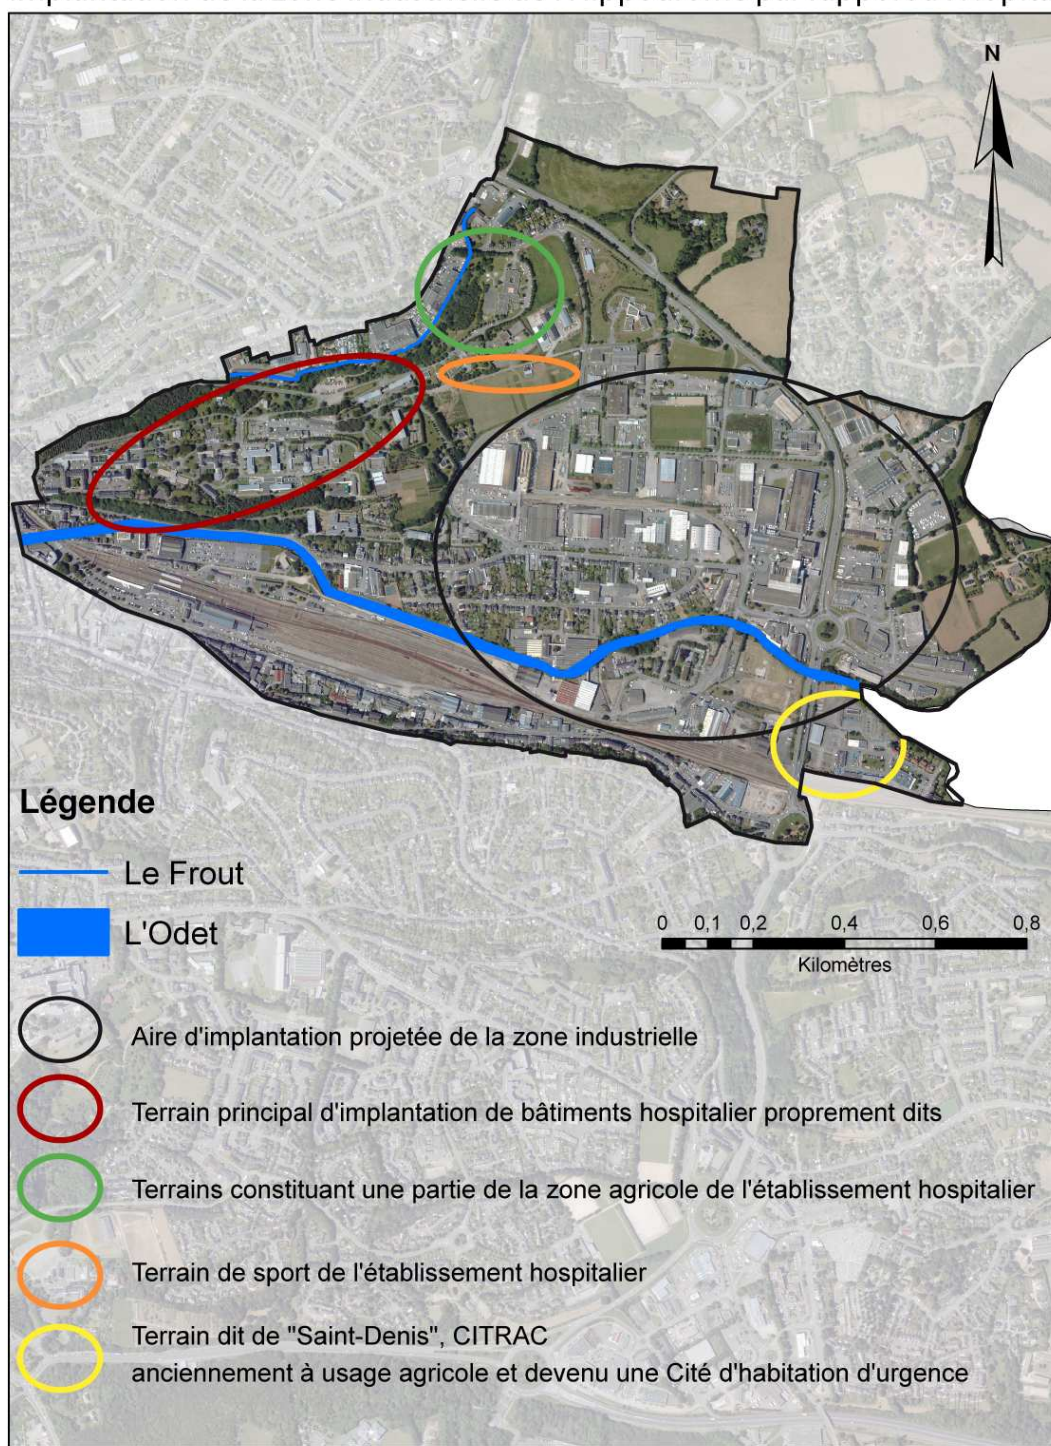 N
Légende
Le Frout
L'Odet
0 0,1 0,2 0,4 0,6 0,8
Kilomètres
Aire d'implantation projetée de la zone industrielle
Terrain principal d'implantation de bâtiments hospitalier proprement dits
Terrains constituant une partie de la zone agricole de l'établissement hospitalier
Terrain de sport de l'établissement hospitalier
Terrain dit de "Saint-Denis", CITRAC
anciennement à usage agricole et devenu une Cité d'habitation d'urgence